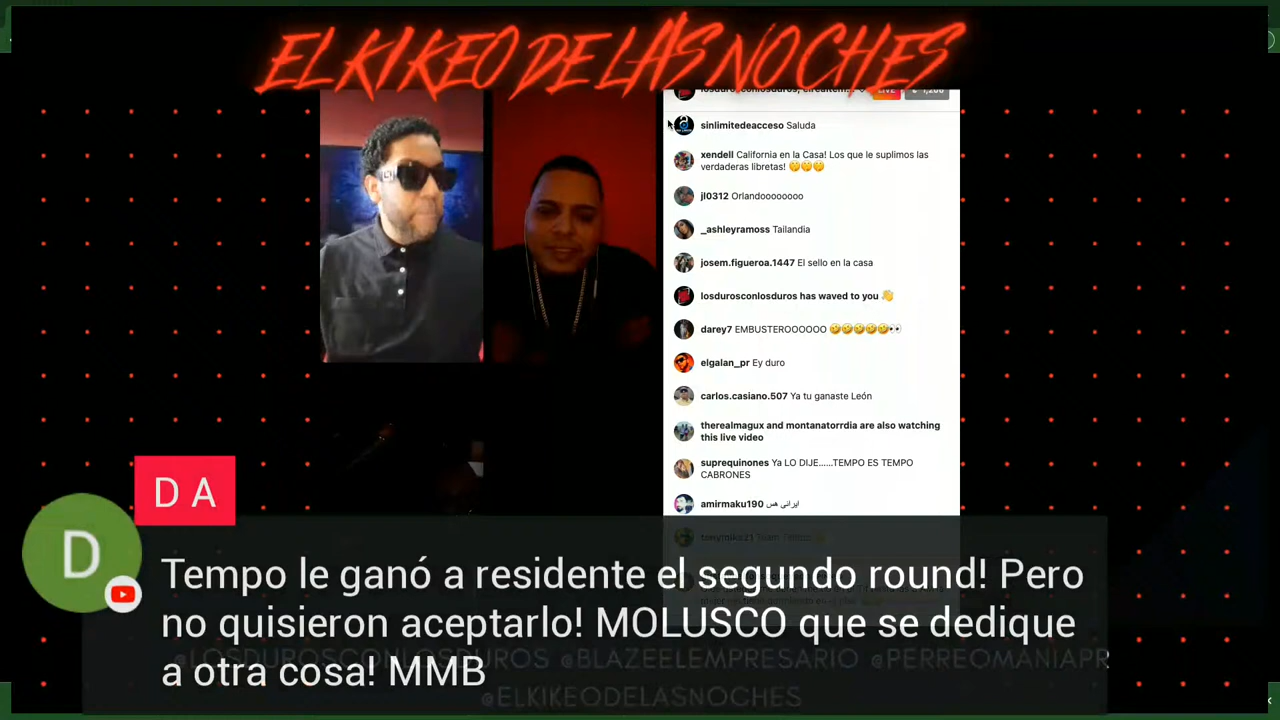 EL KIKEO DE LAS NOCHES
LIVE
sinlimitedeacceso Saluda
xendell California en la Casa! Los que le suplimos las
verdaderas libretas! 🤭🤭🤭
jl0312 Orlandoooooooo
_ashleyramoss Tailandia
josem.figueroa.1447 El sello en la casa
losdurosconlosduros has waved to you 👋
darey7 EMBUSTEROOOOOO 🤣🤣🤣🤣🤣👀
elgalan_pr Ey duro
carlos.casiano.507 Ya tu ganaste León
therealmagux and montanatorrdia are also watching
this live video
suprequinones Ya LO DIJE......TEMPO ES TEMPO
CABRONES
amirmaku190 ایرانی هس
D A
D
Tempo le ganó a residente el segundo round! Pero
no quisieron aceptarlo! MOLUSCO que se dedique
a otra cosa! MMB
@LOSDUROSCONLOSDUROS @BLAZEELEMPRESARIO @PERREOMANIAPR
@ELKIKEODELASNOCHES